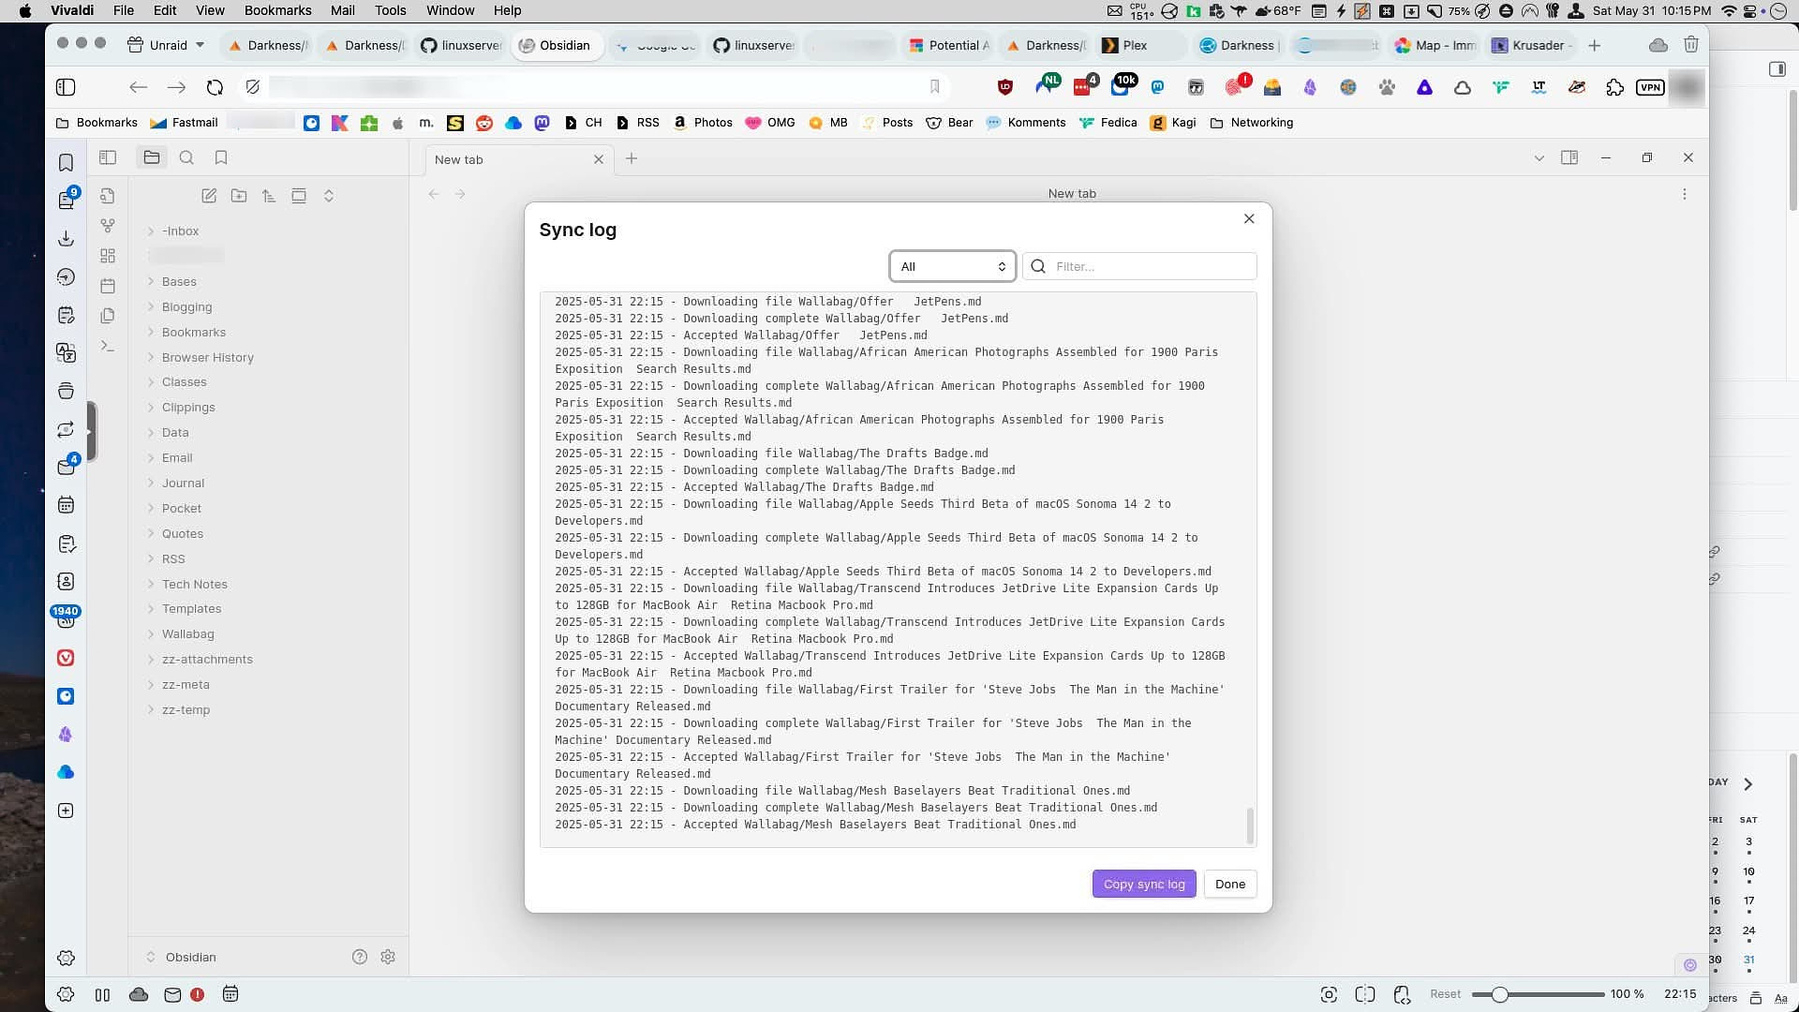 Vivaldi File Edit View Bookmarks Mail Tools Window Help
CPU 151° 68°F 75% Sat May 31 10:15 PM
Unraid Darkness/ Darkness/ linuxserver Obsidian linuxserver Potential A Darkness/ Plex Darkness | Map - Imm Krusader -
NL 4 10k ! LT VPN
Bookmarks Fastmail m. CH RSS Photos OMG MB Posts Bear Komments Fedica Kagi Networking
New tab
New tab
9
4
1940
-Inbox
Bases
Blogging
Bookmarks
Browser History
Classes
Clippings
Data
Email
Journal
Pocket
Quotes
RSS
Tech Notes
Templates
Wallabag
zz-attachments
zz-meta
zz-temp
Obsidian
Sync log
All Filter...
2025-05-31 22:15 - Downloading file Wallabag/Offer   JetPens.md
2025-05-31 22:15 - Downloading complete Wallabag/Offer   JetPens.md
2025-05-31 22:15 - Accepted Wallabag/Offer   JetPens.md
2025-05-31 22:15 - Downloading file Wallabag/African American Photographs Assembled for 1900 Paris
Exposition  Search Results.md
2025-05-31 22:15 - Downloading complete Wallabag/African American Photographs Assembled for 1900
Paris Exposition  Search Results.md
2025-05-31 22:15 - Accepted Wallabag/African American Photographs Assembled for 1900 Paris
Exposition  Search Results.md
2025-05-31 22:15 - Downloading file Wallabag/The Drafts Badge.md
2025-05-31 22:15 - Downloading complete Wallabag/The Drafts Badge.md
2025-05-31 22:15 - Accepted Wallabag/The Drafts Badge.md
2025-05-31 22:15 - Downloading file Wallabag/Apple Seeds Third Beta of macOS Sonoma 14 2 to
Developers.md
2025-05-31 22:15 - Downloading complete Wallabag/Apple Seeds Third Beta of macOS Sonoma 14 2 to
Developers.md
2025-05-31 22:15 - Accepted Wallabag/Apple Seeds Third Beta of macOS Sonoma 14 2 to Developers.md
2025-05-31 22:15 - Downloading file Wallabag/Transcend Introduces JetDrive Lite Expansion Cards Up
to 128GB for MacBook Air  Retina Macbook Pro.md
2025-05-31 22:15 - Downloading complete Wallabag/Transcend Introduces JetDrive Lite Expansion Cards
Up to 128GB for MacBook Air  Retina Macbook Pro.md
2025-05-31 22:15 - Accepted Wallabag/Transcend Introduces JetDrive Lite Expansion Cards Up to 128GB
for MacBook Air  Retina Macbook Pro.md
2025-05-31 22:15 - Downloading file Wallabag/First Trailer for 'Steve Jobs  The Man in the Machine'
Documentary Released.md
2025-05-31 22:15 - Downloading complete Wallabag/First Trailer for 'Steve Jobs  The Man in the
Machine' Documentary Released.md
2025-05-31 22:15 - Accepted Wallabag/First Trailer for 'Steve Jobs  The Man in the Machine'
Documentary Released.md
2025-05-31 22:15 - Downloading file Wallabag/Mesh Baselayers Beat Traditional Ones.md
2025-05-31 22:15 - Downloading complete Wallabag/Mesh Baselayers Beat Traditional Ones.md
2025-05-31 22:15 - Accepted Wallabag/Mesh Baselayers Beat Traditional Ones.md
Copy sync log Done
DAY
FRI SAT
2 3
9 10
16 17
23 24
30 31
Reset 100 % 22:15
acters Aa